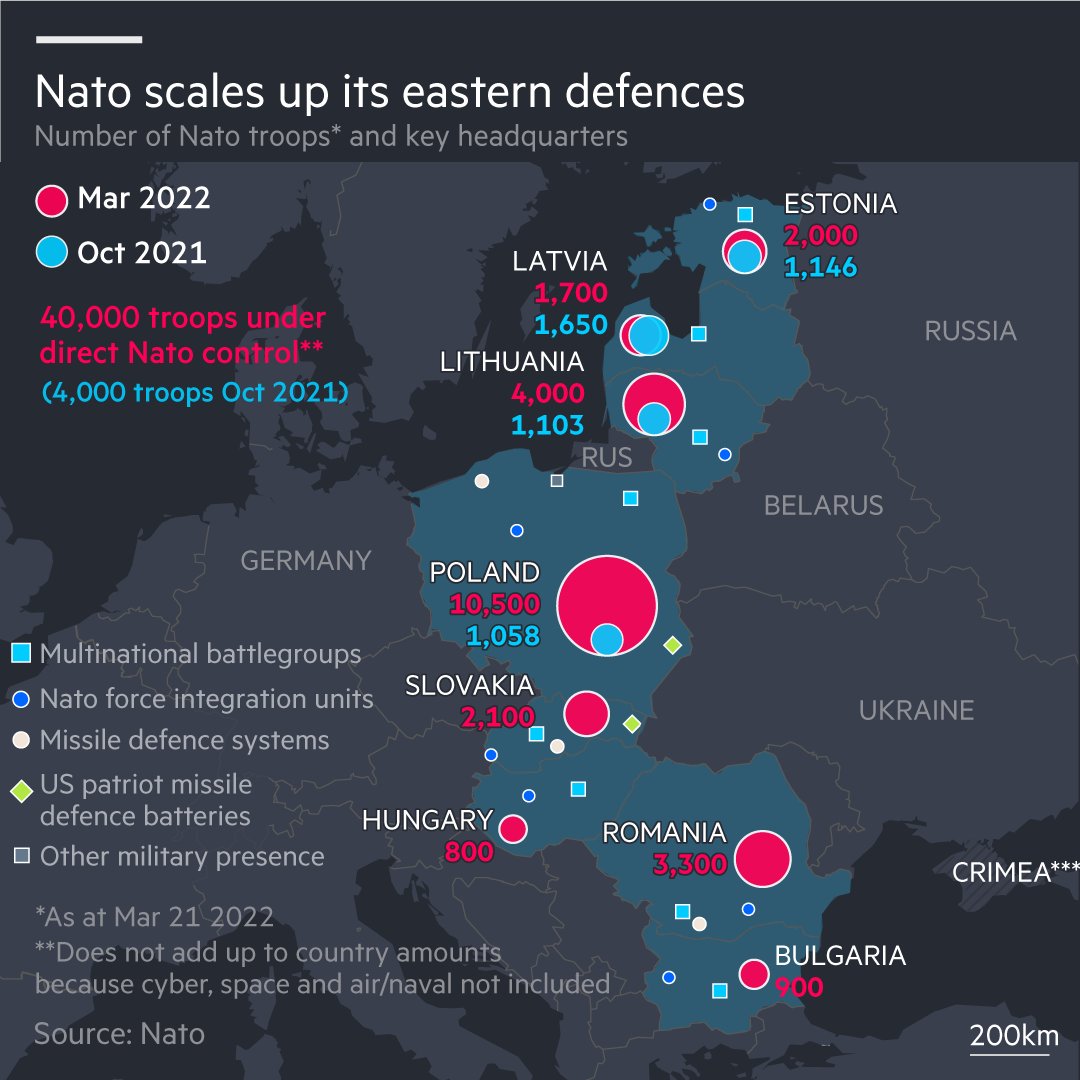 Nato scales up its eastern defences
Number of Nato troops* and key headquarters
Mar 2022
Oct 2021
40,000 troops under
direct Nato control**
(4,000 troops Oct 2021)
ESTONIA
2,000
1,146
LATVIA
1,700
1,650
LITHUANIA
4,000
1,103
RUSSIA
RUS
BELARUS
GERMANY
POLAND
10,500
1,058
SLOVAKIA
2,100
UKRAINE
HUNGARY
800
ROMANIA
3,300
CRIMEA***
BULGARIA
900
Multinational battlegroups
Nato force integration units
Missile defence systems
US patriot missile
defence batteries
Other military presence
*As at Mar 21 2022
**Does not add up to country amounts
because cyber, space and air/naval not included
Source: Nato
200km